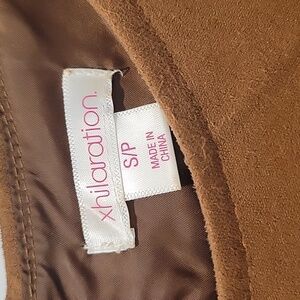 xhilaration.
S/P
MADE IN
CHINA